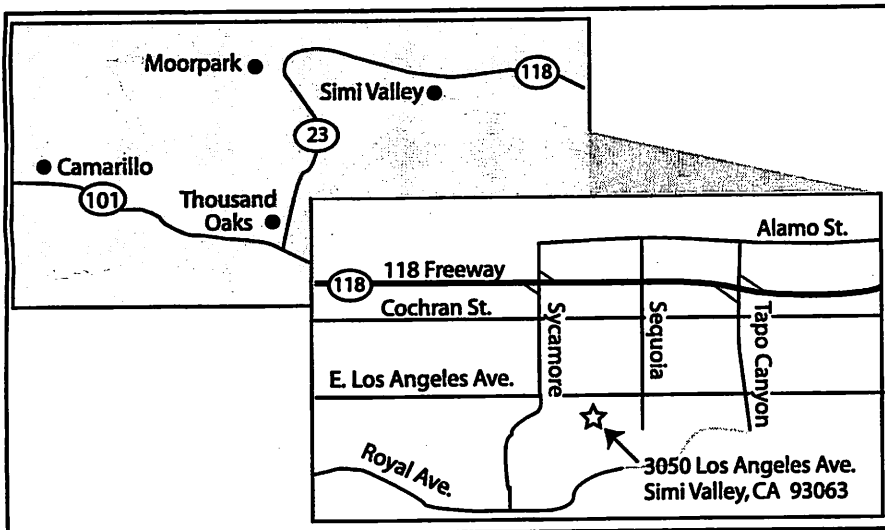 Moorpark
118
Simi Valley
23
Camarillo
101
Thousand
Oaks
Alamo St.
118 Freeway
118
Cochran St.
Sycamore
Sequoia
Tapo Canyon
E. Los Angeles Ave.
Royal Ave.
3050 Los Angeles Ave.
Simi Valley, CA 93063